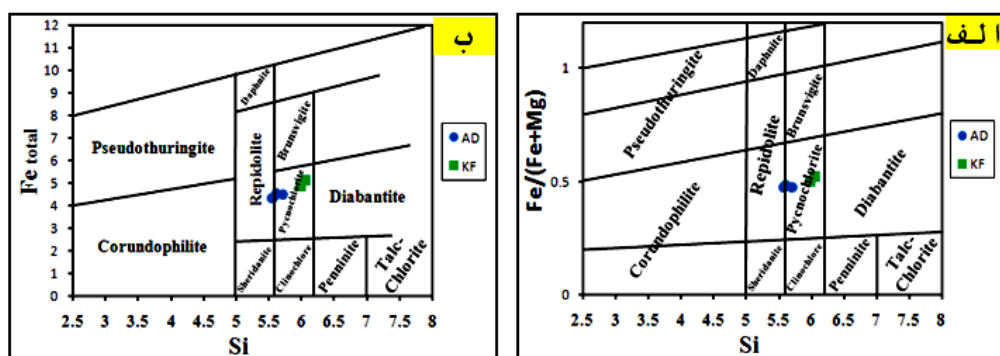 ب
Fe total
12
11
10
9
8
7
6
5
4
3
2
1
0
Pseudothuringite
Corundophilite
Daphnite
Repidolite
Brunsvigite
Pycnochlorite
Diabantite
Sheridanite
Clinochlore
Penninite
Talc-
Chlorite
2.5 3 3.5 4 4.5 5 5.5 6 6.5 7 7.5 8
Si
AD
KF
ا لـف
Fe/(Fe+Mg)
1
0.5
0
Pseudothuringite
Corundophilite
Daphnite
Repidolite
Brunsvigite
Pycnochlorite
Diabantite
Sheridanite
Clinochlore
Penninite
Talc-
Chlorite
2.5 3 3.5 4 4.5 5 5.5 6 6.5 7 7.5 8
Si
AD
KF